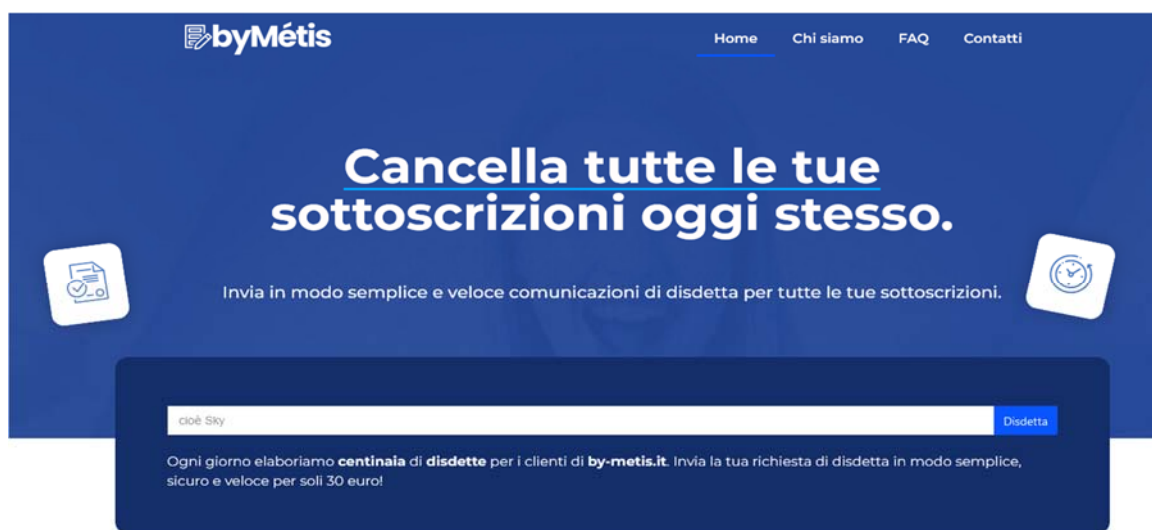 byMétis
Home Chi siamo FAQ Contatti
Cancella tutte le tue
sottoscrizioni oggi stesso.
Invia in modo semplice e veloce comunicazioni di disdetta per tutte le tue sottoscrizioni.
cioè Sky
Disdetta
Ogni giorno elaboriamo centinaia di disdette per i clienti di by-metis.it. Invia la tua richiesta di disdetta in modo semplice,
sicuro e veloce per soli 30 euro!